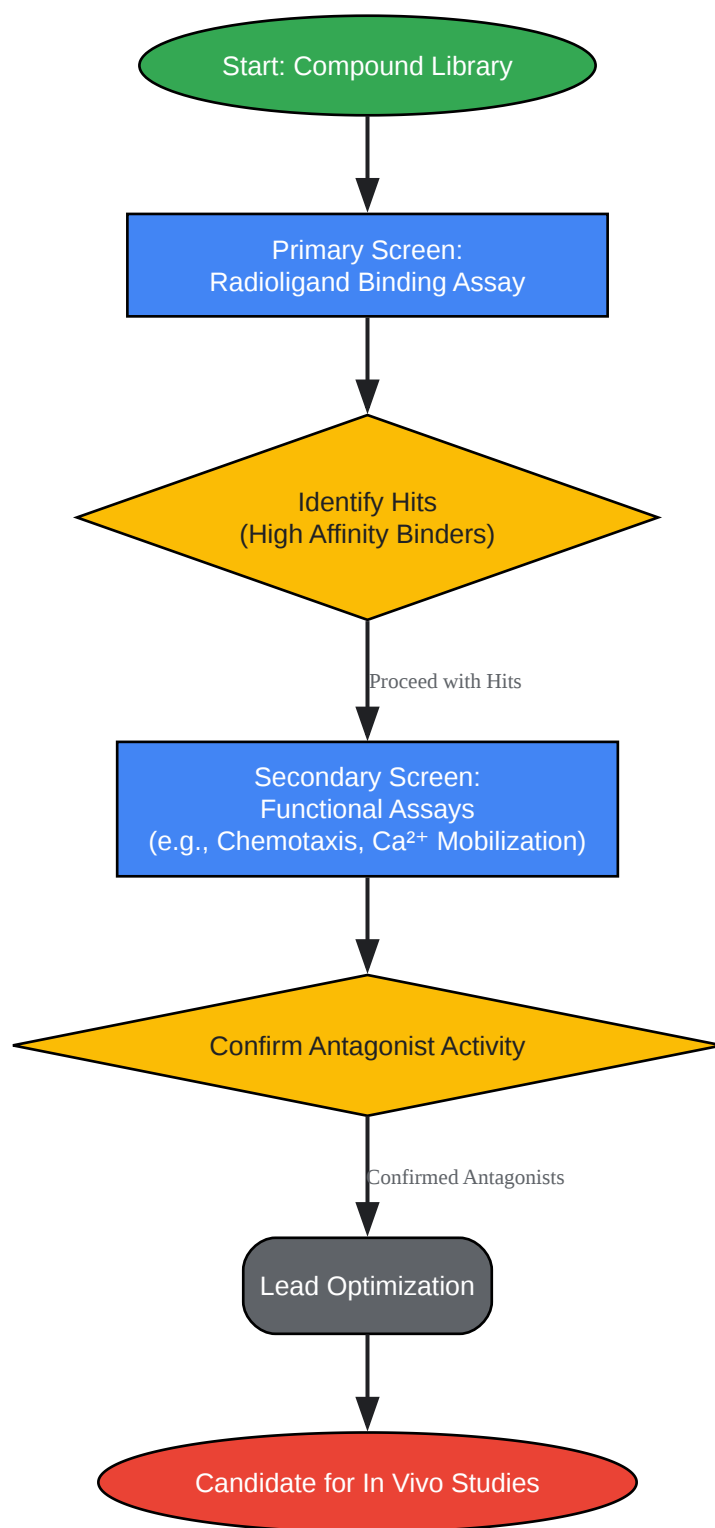 Start: Compound Library
Primary Screen:
Radioligand Binding Assay
Identify Hits
(High Affinity Binders)
Proceed with Hits
Secondary Screen:
Functional Assays
(e.g., Chemotaxis, Ca²⁺ Mobilization)
Confirm Antagonist Activity
Confirmed Antagonists
Lead Optimization
Candidate for In Vivo Studies